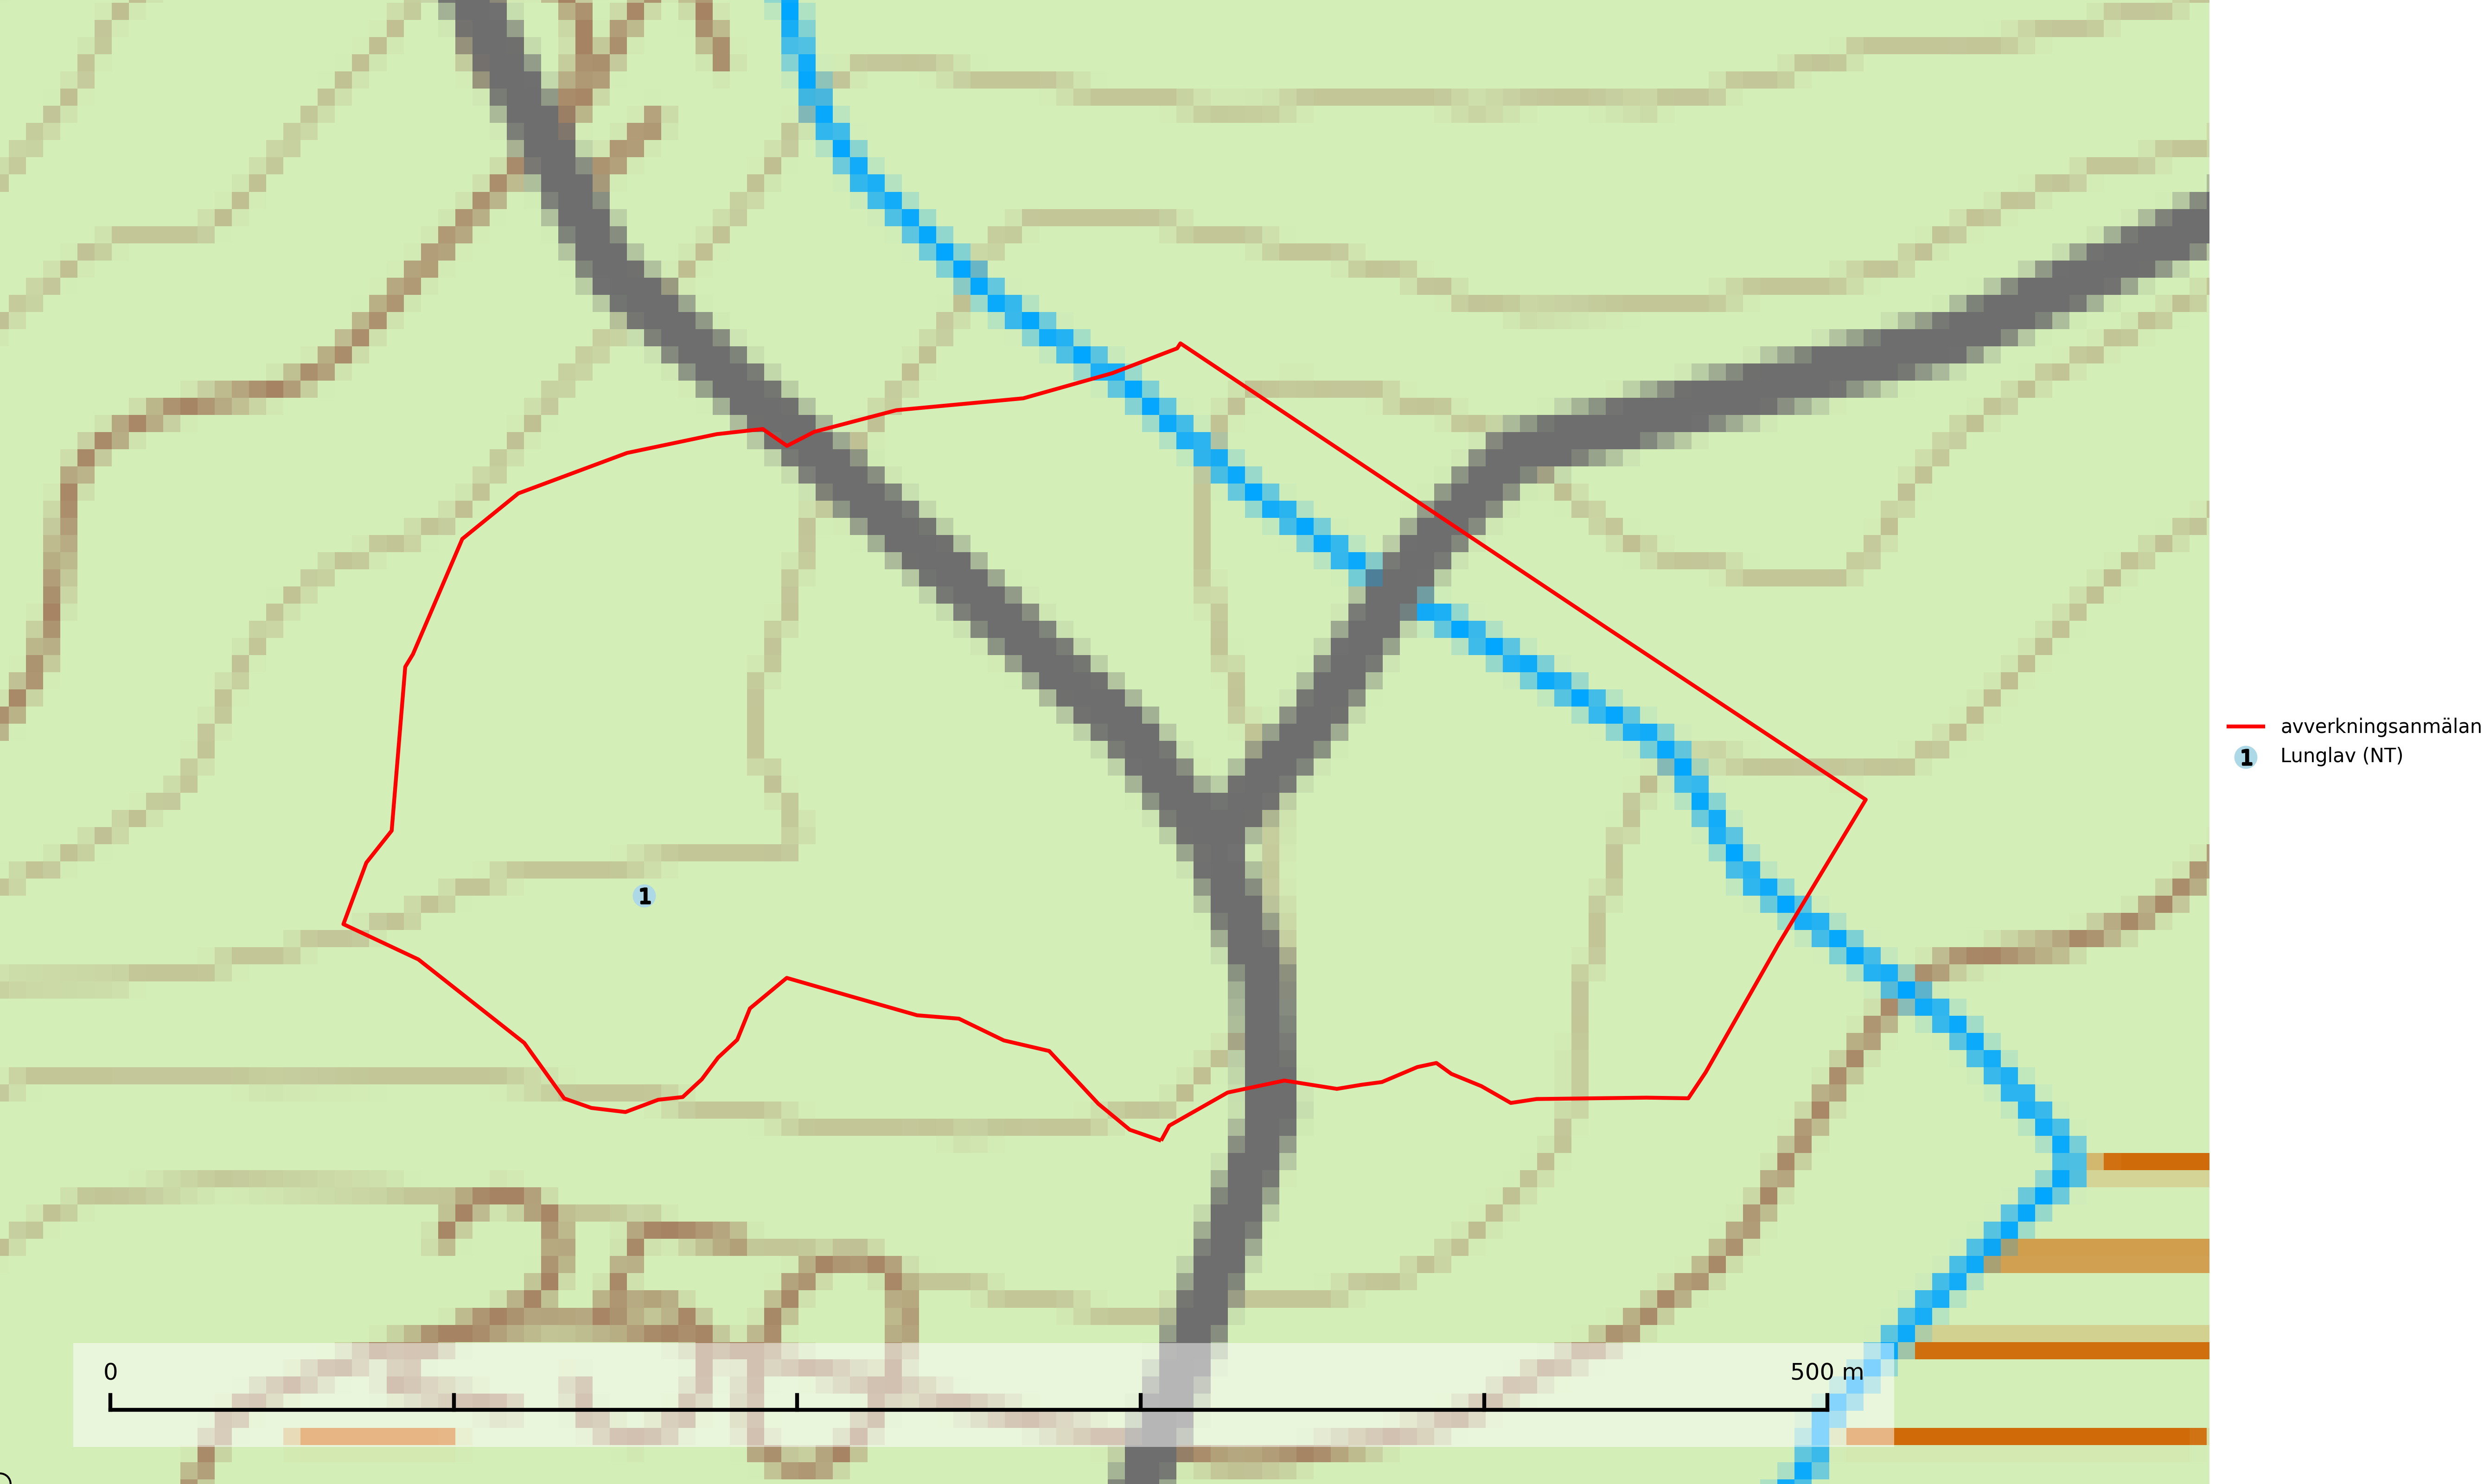 avverkningsanmälan
1 Lunglav (NT)
1
0 500 m